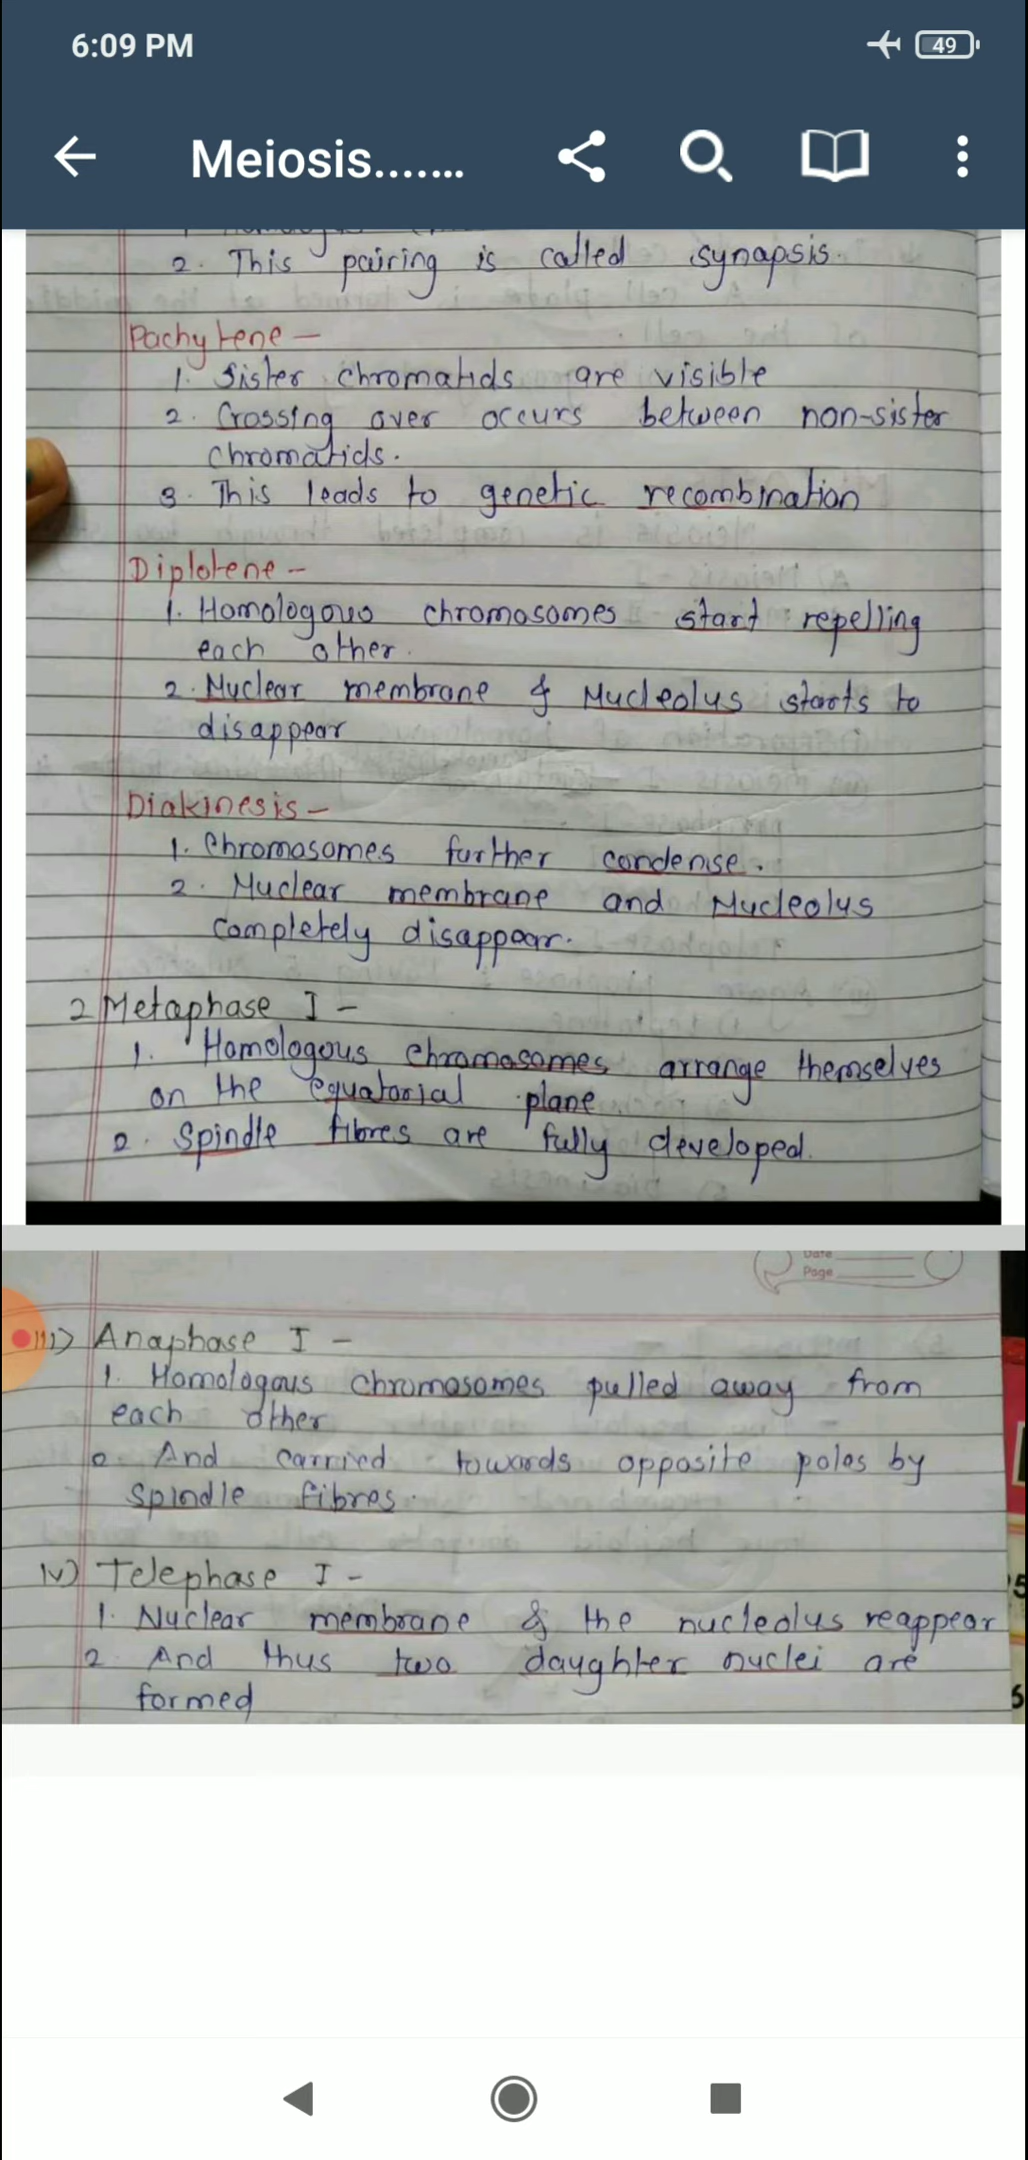 6:09 PM
49
Meiosis.......
2. This pairing is called synapsis.
Pachytene -
1. Sister chromatids are visible
2. Crossing over occurs between non-sister
chromatids.
3. This leads to genetic recombination
Diplotene -
1. Homologous chromosomes start repelling
each other.
2. Nuclear membrane & Nucleolus starts to
disappear
Diakinesis -
1. Chromosomes further condense.
2. Nuclear membrane and Nucleolus
completely disappear.
2 Metaphase I -
1. Homologous chromosomes arrange themselves
on the equatorial plane
2. Spindle fibres are fully developed.
Date
Page
III) Anaphase I -
1. Homologous chromosomes pulled away from
each other
2. And carried towards opposite poles by
spindle fibres.
IV) Telephase I -
1. Nuclear membrane & the nucleolus reappear
2. And thus two daughter nuclei are
formed